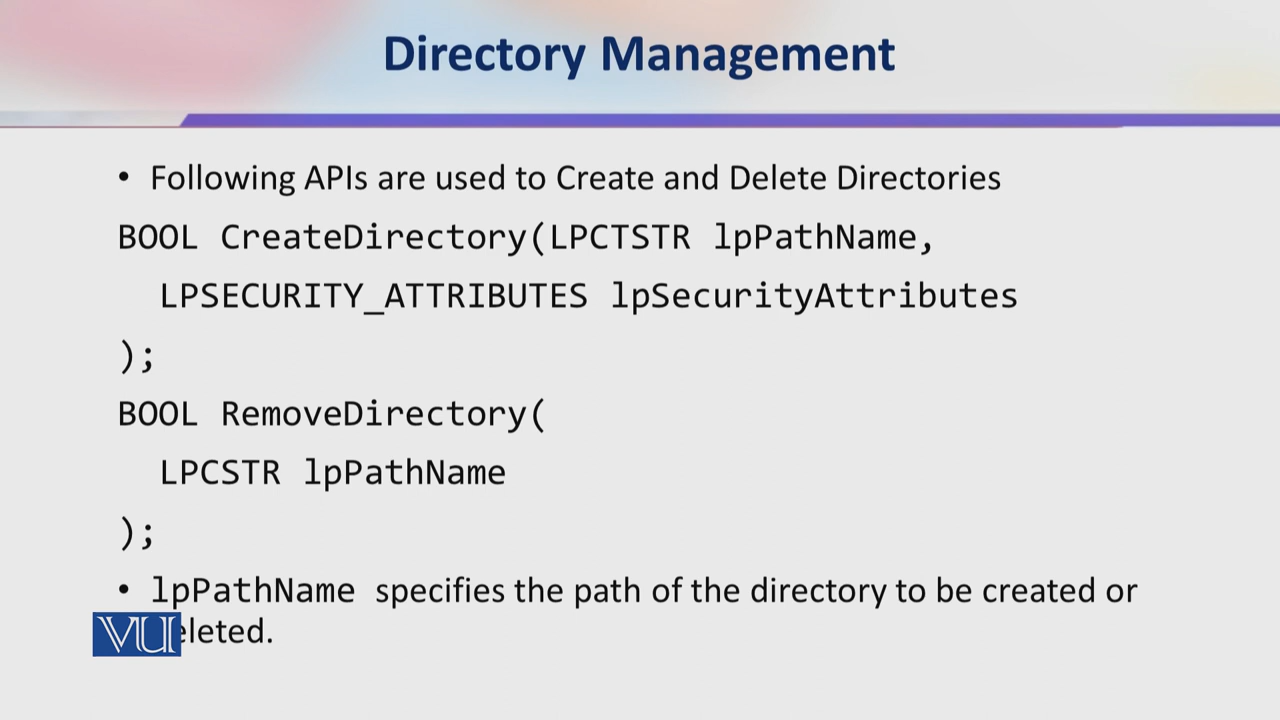 Directory Management
• Following APIs are used to Create and Delete Directories
BOOL CreateDirectory(LPCTSTR lpPathName,
LPSECURITY_ATTRIBUTES lpSecurityAttributes
);
BOOL RemoveDirectory(
LPCSTR lpPathName
);
• lpPathName specifies the path of the directory to be created or
VU eleted.